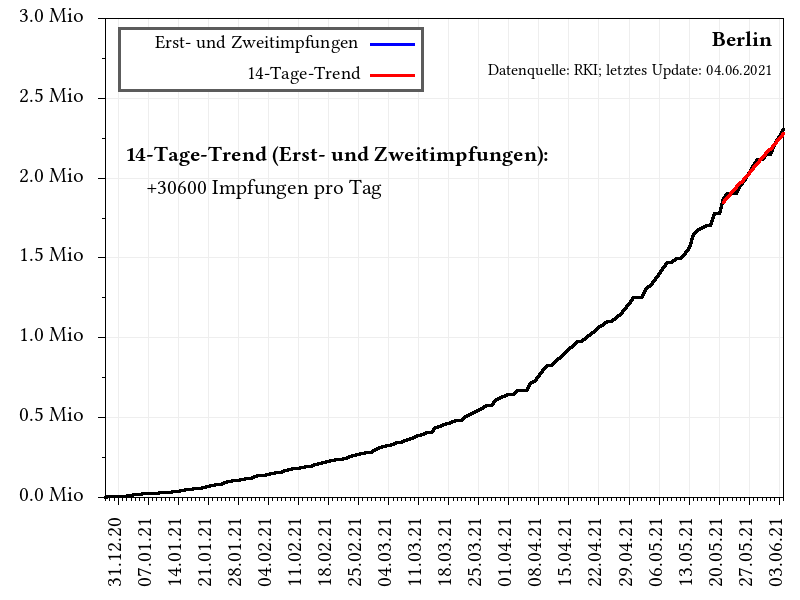 3.0 Mio
2.5 Mio
2.0 Mio
1.5 Mio
1.0 Mio
0.5 Mio
0.0 Mio
Erst- und Zweitimpfungen
14-Tage-Trend
Berlin
Datenquelle: RKI; letztes Update: 04.06.2021
14-Tage-Trend (Erst- und Zweitimpfungen):
+30600 Impfungen pro Tag
31.12.20
07.01.21
14.01.21
21.01.21
28.01.21
04.02.21
11.02.21
18.02.21
25.02.21
04.03.21
11.03.21
18.03.21
25.03.21
01.04.21
08.04.21
15.04.21
22.04.21
29.04.21
06.05.21
13.05.21
20.05.21
27.05.21
03.06.21